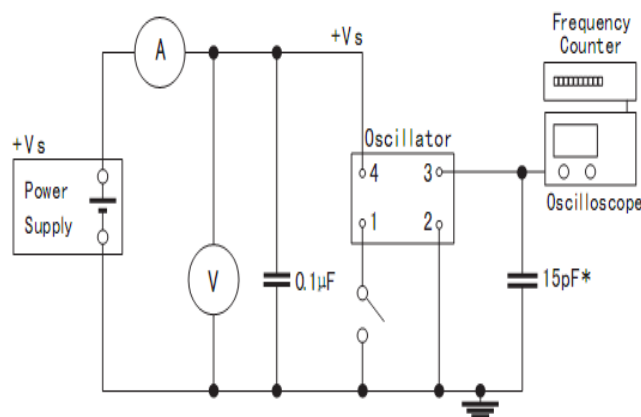 Frequency
Counter
A
+Vs
Oscillator
+Vs
Power
Supply
4 3
1 2
Oscilloscope
V
0.1μF
15pF*